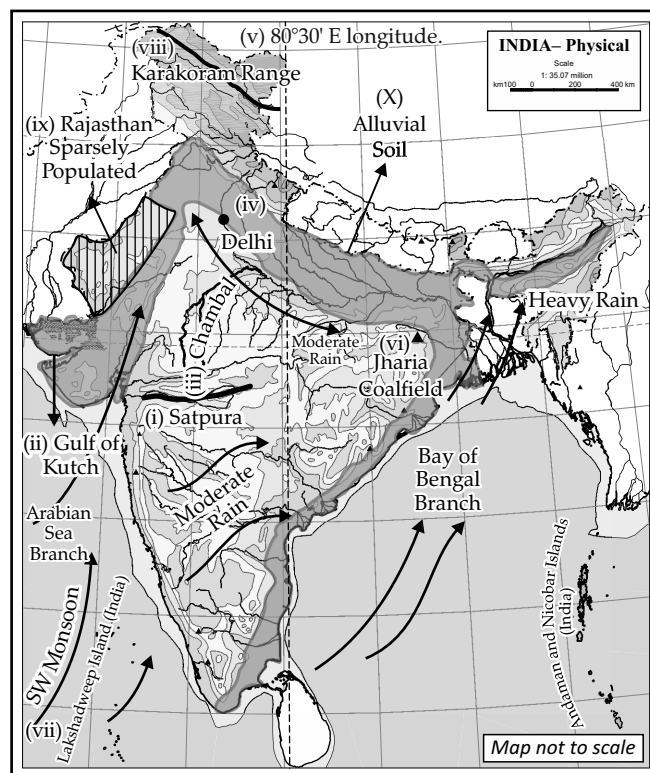 (v) 80°30' E longitude.
INDIA– Physical
Scale
1: 35.07 million
km100 0 200 400 km
(viii)
Karakoram Range
(ix) Rajasthan
Sparsely
Populated
(X)
Alluvial
Soil
(iv)
Delhi
(iii) Chambal
Moderate
Rain
Heavy Rain
(vi)
Jharia
Coalfield
(i) Satpura
(ii) Gulf of
Kutch
Moderate
Rain
Arabian
Sea
Branch
Bay of
Bengal
Branch
SW Monsoon
(vii)
Lakshadweep Island (India)
Andaman and Nicobar Islands
(India)
Map not to scale